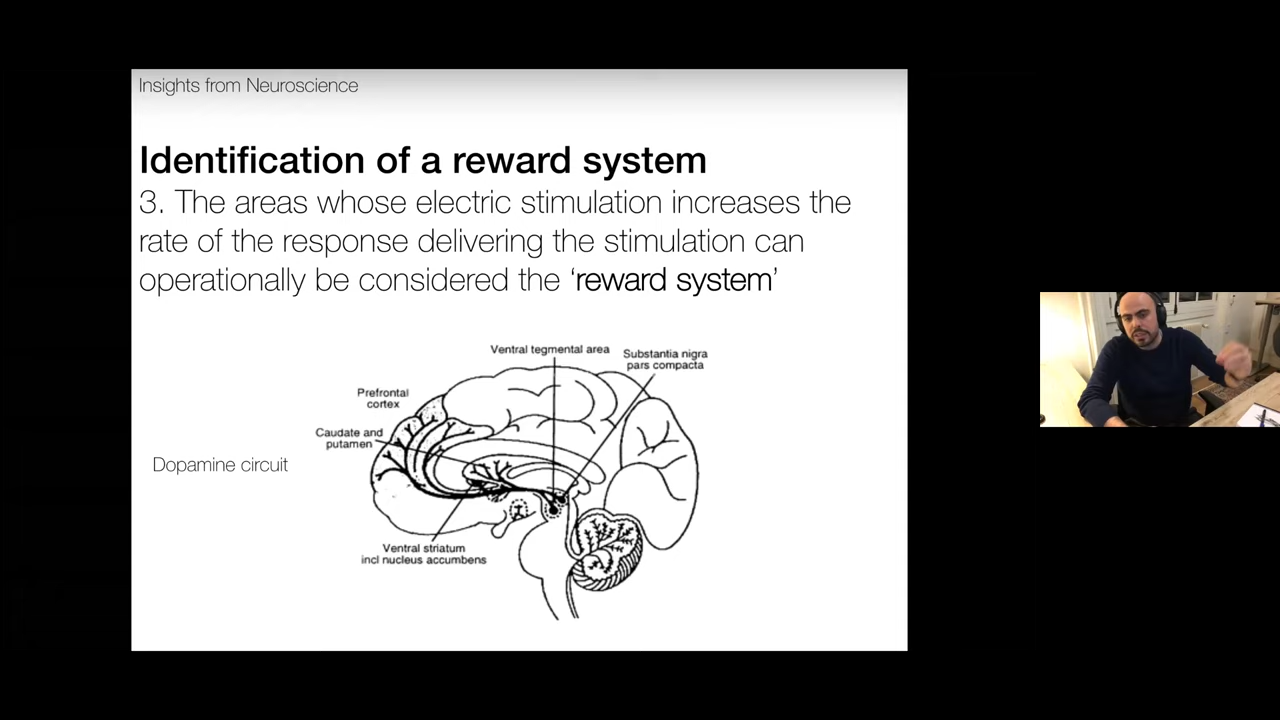 Insights from Neuroscience
Identification of a reward system
3. The areas whose electric stimulation increases the
rate of the response delivering the stimulation can
operationally be considered the ‘reward system’
Ventral tegmental area
Substantia nigra
pars compacta
Prefrontal
cortex
Caudate and
putamen
Dopamine circuit
Ventral striatum
incl nucleus accumbens